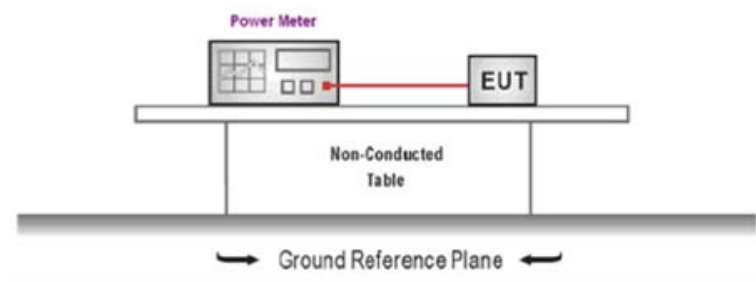 Power Meter
EUT
Non-Conducted
Table
Ground Reference Plane